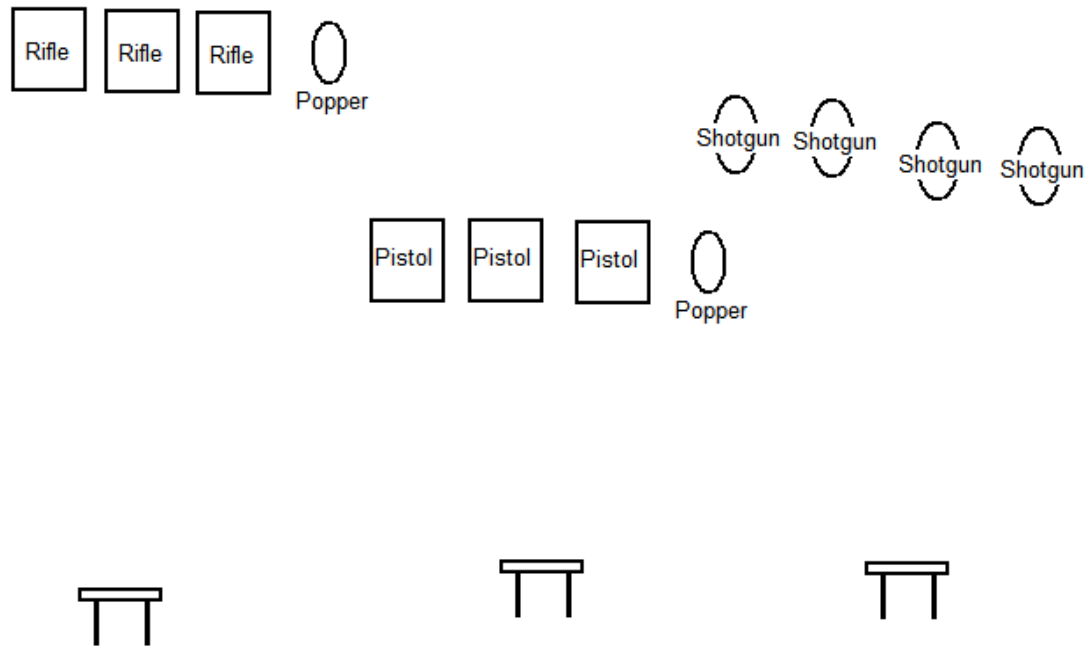 Rifle
Rifle
Rifle
Popper
Shotgun
Shotgun
Shotgun
Shotgun
Pistol
Pistol
Pistol
Popper